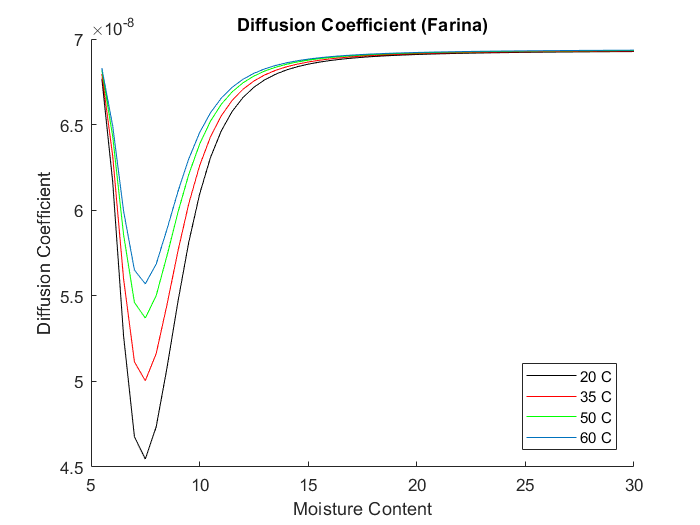 Diffusion Coefficient (Farina)
×10-8
7
6.5
6
5.5
5
4.5
Diffusion Coefficient
5 10 15 20 25 30
Moisture Content
20 C
35 C
50 C
60 C